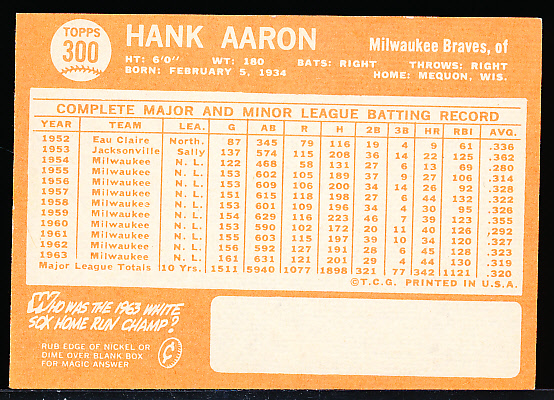 TOPPS
300
HANK AARON
Milwaukee Braves, of
HT: 6'0" WT: 180 BATS: RIGHT THROWS: RIGHT
BORN: FEBRUARY 5, 1934 HOME: MEQUON, WIS.
COMPLETE MAJOR AND MINOR LEAGUE BATTING RECORD
YEAR TEAM LEA. G AB R H 2B 3B HR RBI AVG.
1952 Eau Claire North. 87 345 79 116 19 4 9 61 .336
1953 Jacksonville Sally 137 574 115 208 36 14 22 125 .362
1954 Milwaukee N. L. 122 468 58 131 27 6 13 69 .280
1955 Milwaukee N. L. 153 602 105 189 37 9 27 106 .314
1956 Milwaukee N. L. 153 609 106 200 34 14 26 92 .328
1957 Milwaukee N. L. 151 615 118 198 27 6 44 132 .322
1958 Milwaukee N. L. 153 601 109 196 34 4 30 95 .326
1959 Milwaukee N. L. 154 629 116 223 46 7 39 123 .355
1960 Milwaukee N. L. 153 590 102 172 20 11 40 126 .292
1961 Milwaukee N. L. 155 603 115 197 39 10 34 120 .327
1962 Milwaukee N. L. 156 592 127 191 28 6 45 128 .323
1963 Milwaukee N. L. 161 631 121 201 29 4 44 130 .319
Major League Totals 10 Yrs. 1511 5940 1077 1898 321 77 342 1121 .320
©T.C.G. PRINTED IN U.S.A.
WHO WAS THE 1963 WHITE
SOX HOME RUN CHAMP?
RUB EDGE OF NICKEL OR
DIME OVER BLANK BOX
FOR MAGIC ANSWER